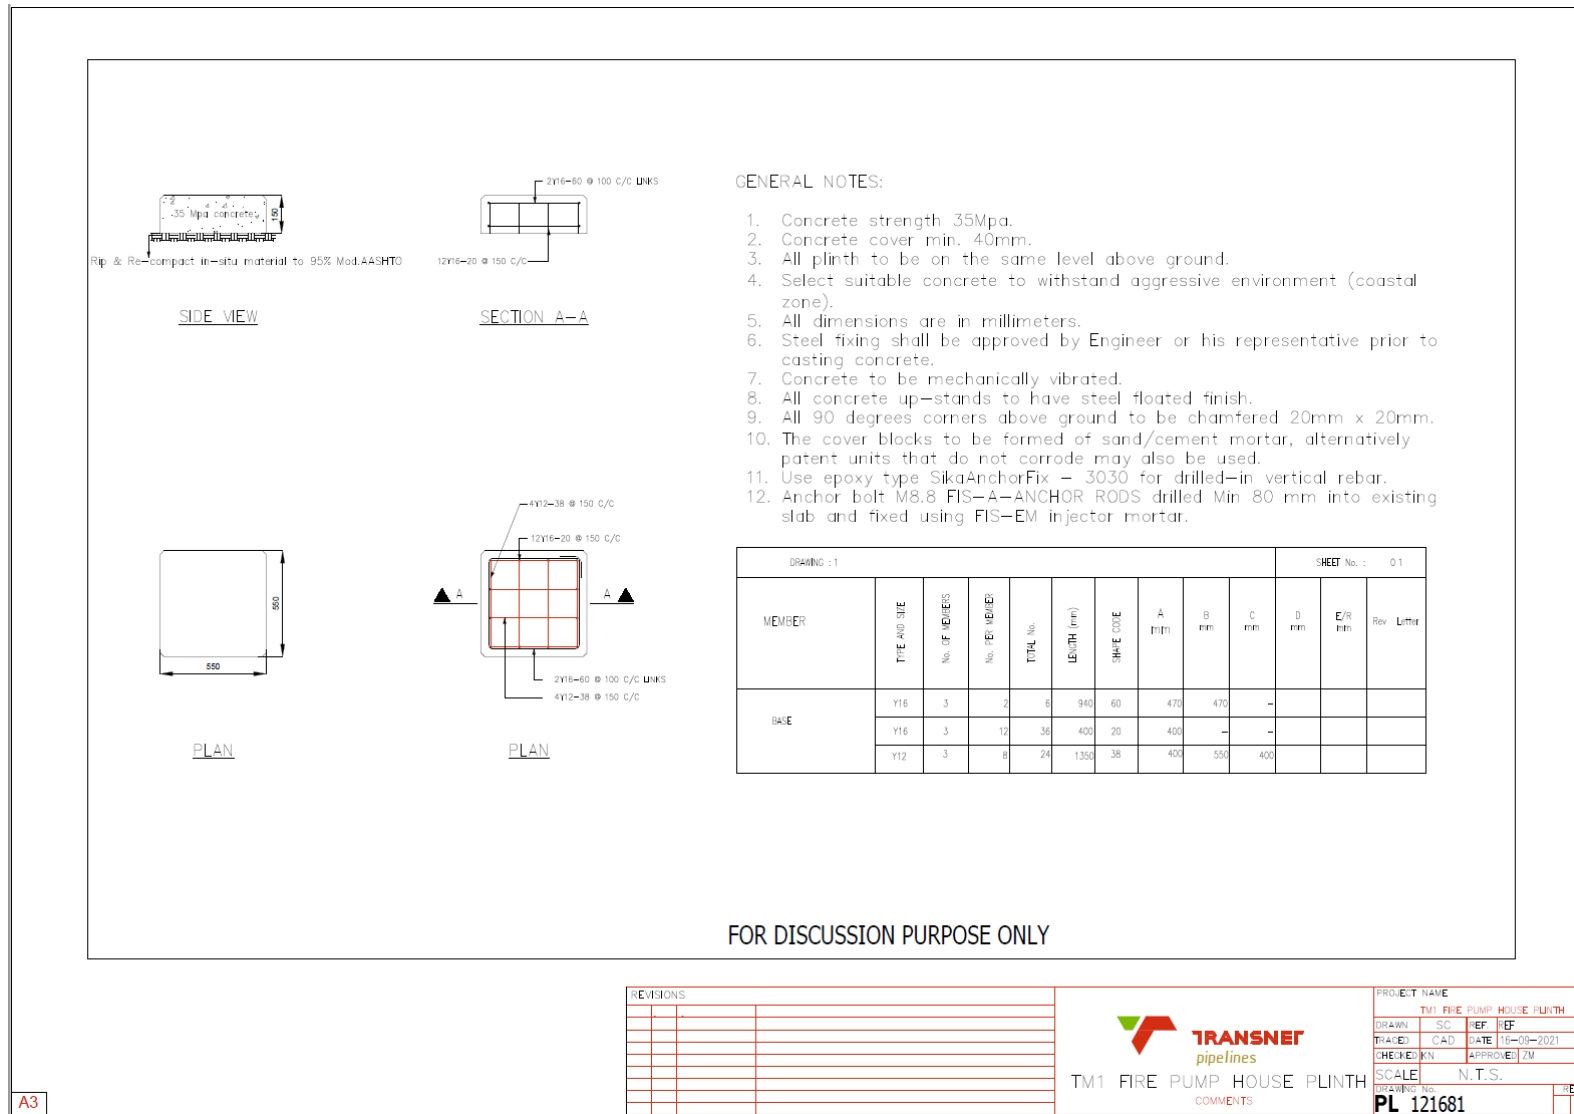 2Y16-60 @ 100 C/C LINKS
35 Mpa concrete
150
Rip & Re-compact in-situ material to 95% Mod.AASHTO
12Y16-20 @ 150 C/C
SIDE VIEW
SECTION A-A
GENERAL NOTES:
1. Concrete strength 35Mpa.
2. Concrete cover min. 40mm.
3. All plinth to be on the same level above ground.
4. Select suitable concrete to withstand aggressive environment (coastal
zone).
5. All dimensions are in millimeters.
6. Steel fixing shall be approved by Engineer or his representative prior to
casting concrete.
7. Concrete to be mechanically vibrated.
8. All concrete up-stands to have steel floated finish.
9. All 90 degrees corners above ground to be chamfered 20mm x 20mm.
10. The cover blocks to be formed of sand/cement mortar, alternatively
patent units that do not corrode may also be used.
11. Use epoxy type SikaAnchorFix - 3030 for drilled-in vertical rebar.
12. Anchor bolt M8.8 FIS-A-ANCHOR RODS drilled Min 80 mm into existing
slab and fixed using FIS-EM injector mortar.
4Y12-38 @ 150 C/C
12Y16-20 @ 150 C/C
A A
550
550
2Y16-60 @ 100 C/C LINKS
4Y12-38 @ 150 C/C
PLAN
PLAN
DRAWING :1 SHEET No. : 01
MEMBER TYPE AND SIZE No. OF MEMBERS No. PER MEMBER TOTAL No. LENGTH (mm) SHAPE CODE A mm B mm C mm D mm E/R mm Rev Letter
BASE
Y16 3 2 6 940 60 470 470 -
Y16 3 12 36 400 20 400 - -
Y12 3 8 24 1350 38 400 550 400
FOR DISCUSSION PURPOSE ONLY
REVISIONS
TRANSNET
pipelines
TM1 FIRE PUMP HOUSE PLINTH
COMMENTS
PROJECT NAME
TM1 FIRE PUMP HOUSE PLINTH
DRAWN SC REF. REF
TRACED CAD DATE 16-09-2021
CHECKED KN APPROVED ZM
SCALE N.T.S.
DRAWING No. RE
PL 121681
A3